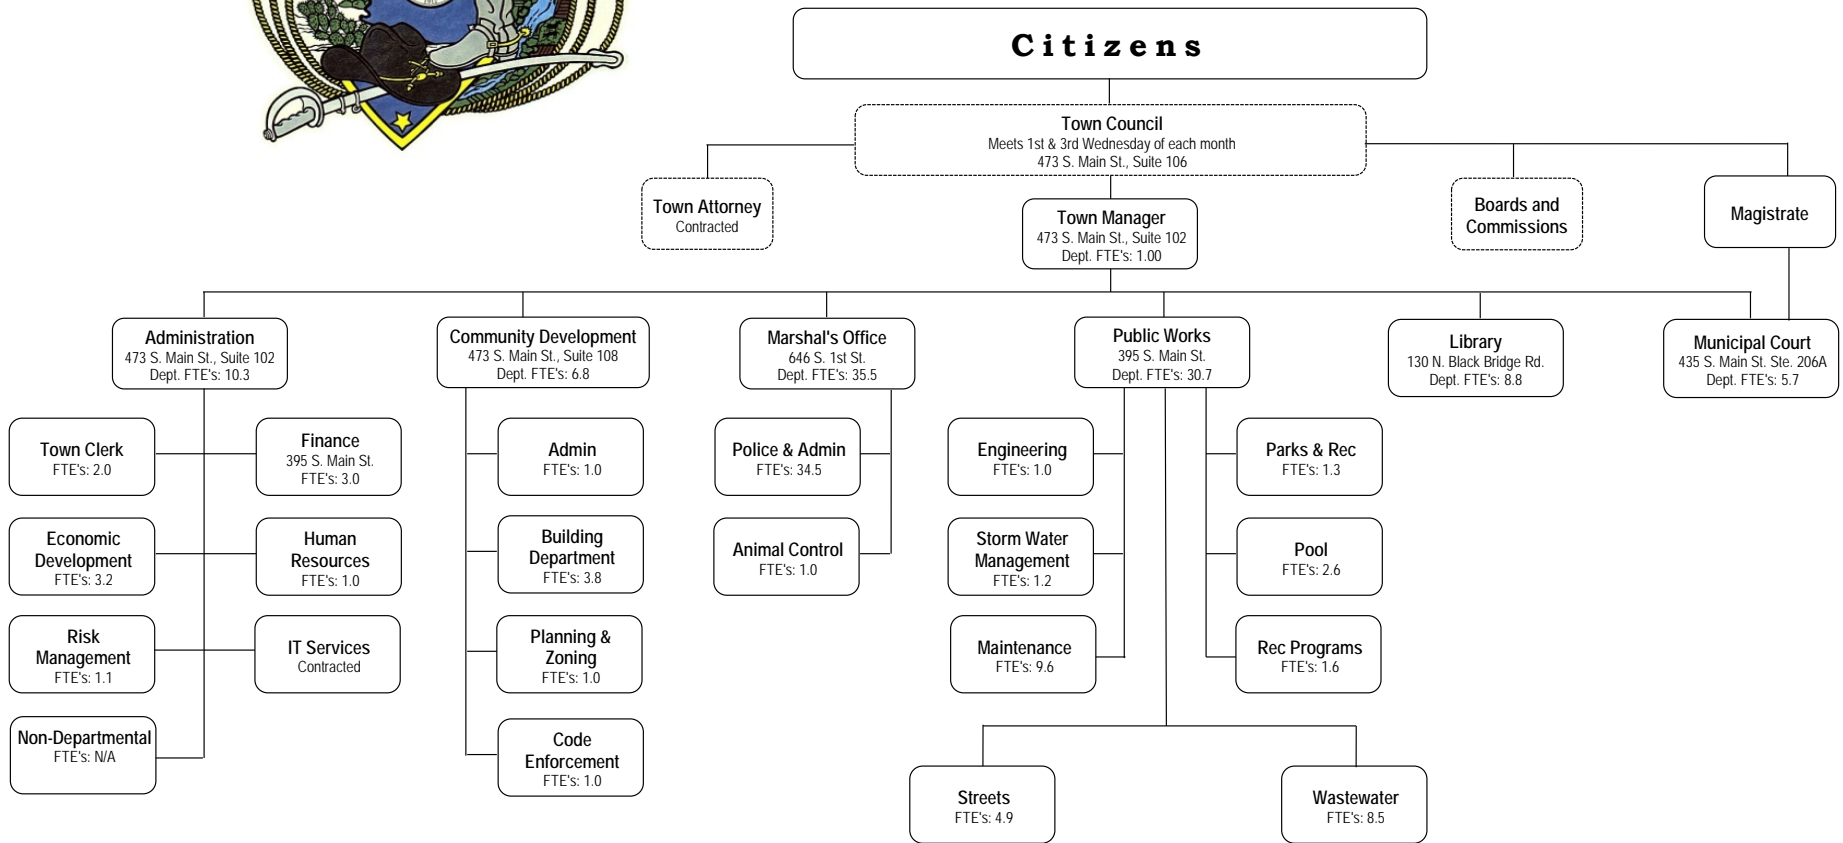 Citizens
Town Council
Meets 1st & 3rd Wednesday of each month
473 S. Main St., Suite 106
Town Attorney
Contracted
Town Manager
473 S. Main St., Suite 102
Dept. FTE's: 1.00
Boards and
Commissions
Magistrate
Administration
473 S. Main St., Suite 102
Dept. FTE's: 10.3
Community Development
473 S. Main St., Suite 108
Dept. FTE's: 6.8
Marshal's Office
646 S. 1st St.
Dept. FTE's: 35.5
Public Works
395 S. Main St.
Dept. FTE's: 30.7
Library
130 N. Black Bridge Rd.
Dept. FTE's: 8.8
Municipal Court
435 S. Main St. Ste. 206A
Dept. FTE's: 5.7
Town Clerk
FTE's: 2.0
Finance
395 S. Main St.
FTE's: 3.0
Economic
Development
FTE's: 3.2
Human
Resources
FTE's: 1.0
Risk
Management
FTE's: 1.1
IT Services
Contracted
Non-Departmental
FTE's: N/A
Admin
FTE's: 1.0
Building
Department
FTE's: 3.8
Planning &
Zoning
FTE's: 1.0
Code
Enforcement
FTE's: 1.0
Police & Admin
FTE's: 34.5
Animal Control
FTE's: 1.0
Engineering
FTE's: 1.0
Storm Water
Management
FTE's: 1.2
Maintenance
FTE's: 9.6
Parks & Rec
FTE's: 1.3
Pool
FTE's: 2.6
Rec Programs
FTE's: 1.6
Streets
FTE's: 4.9
Wastewater
FTE's: 8.5